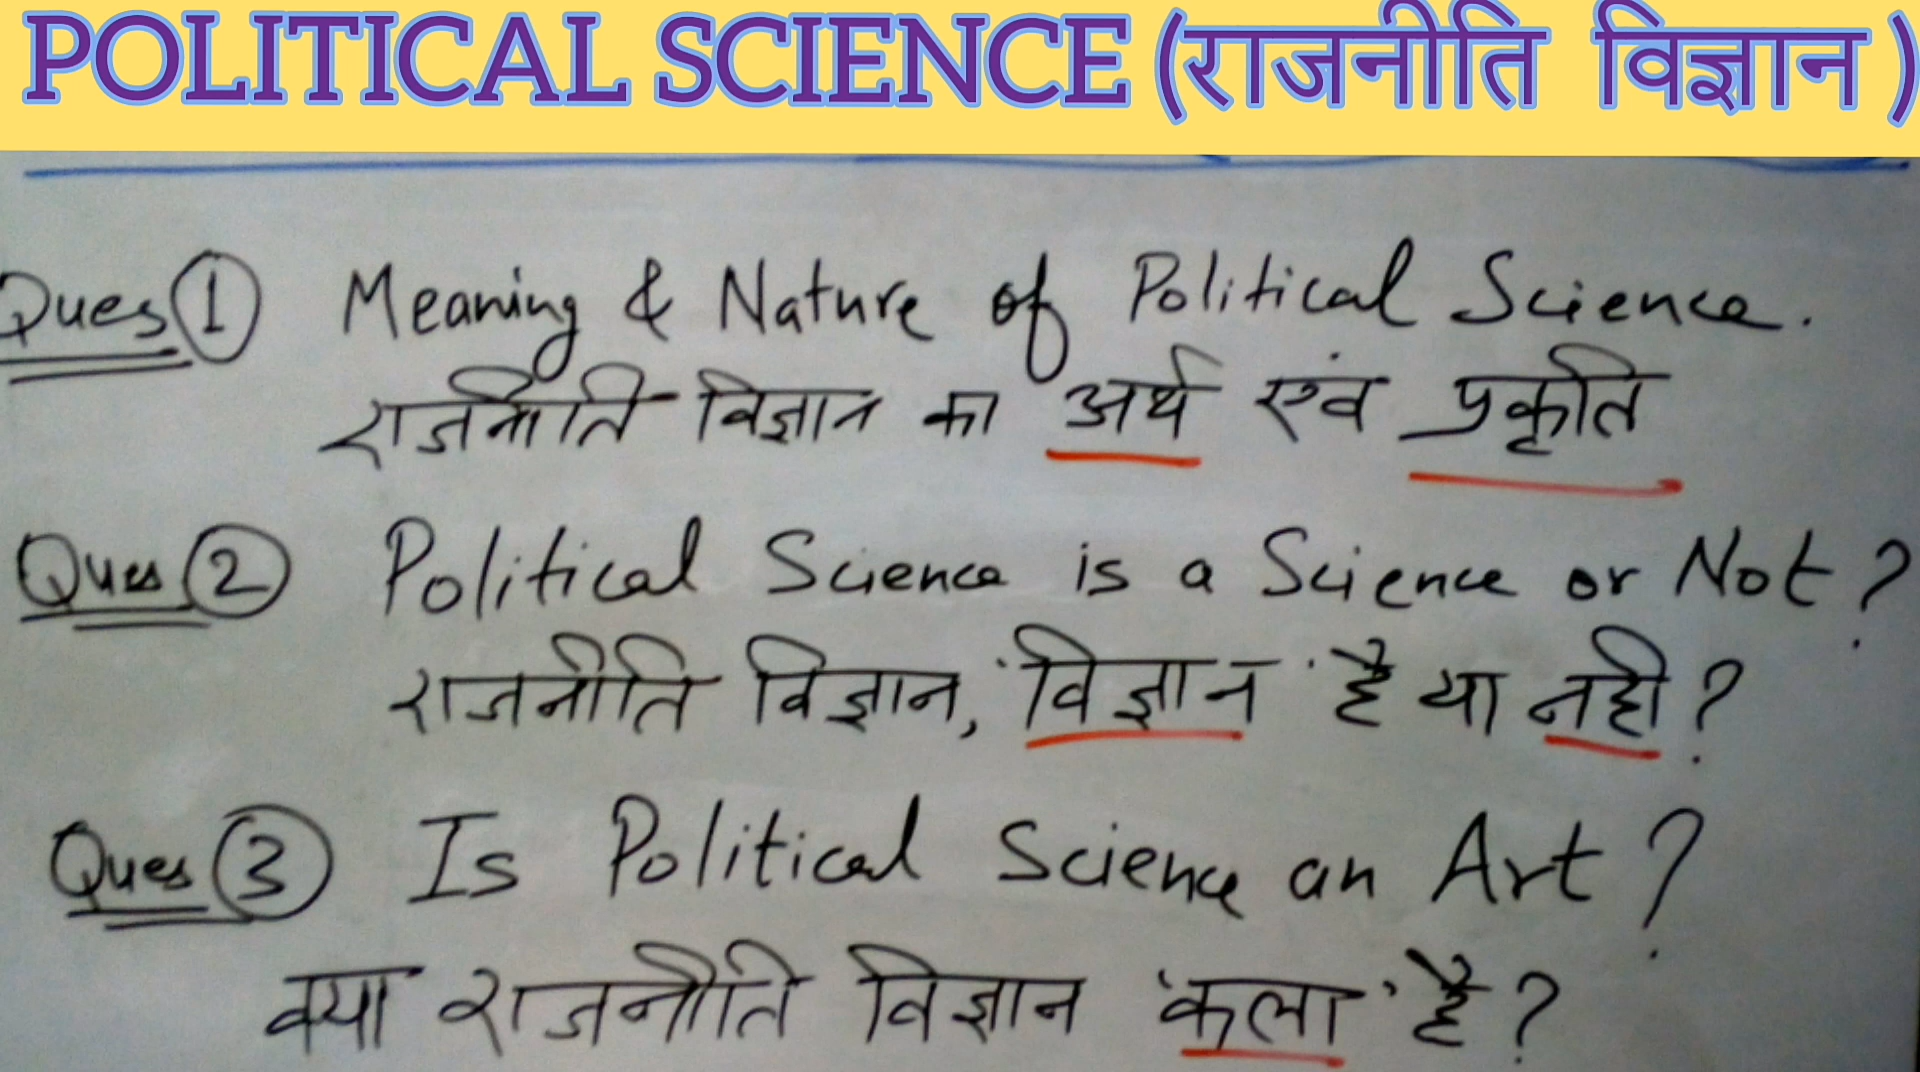 POLITICAL SCIENCE (राजनीति विज्ञान )
Ques 1 Meaning & Nature of Political Science.
राजनीति विज्ञान का अर्थ एवं प्रकृति
Ques 2 Political Science is a Science or Not ?
राजनीति विज्ञान, 'विज्ञान' है या नही ?
Ques 3 Is Political Science an Art ?
क्या राजनीति विज्ञान 'कला' है ?